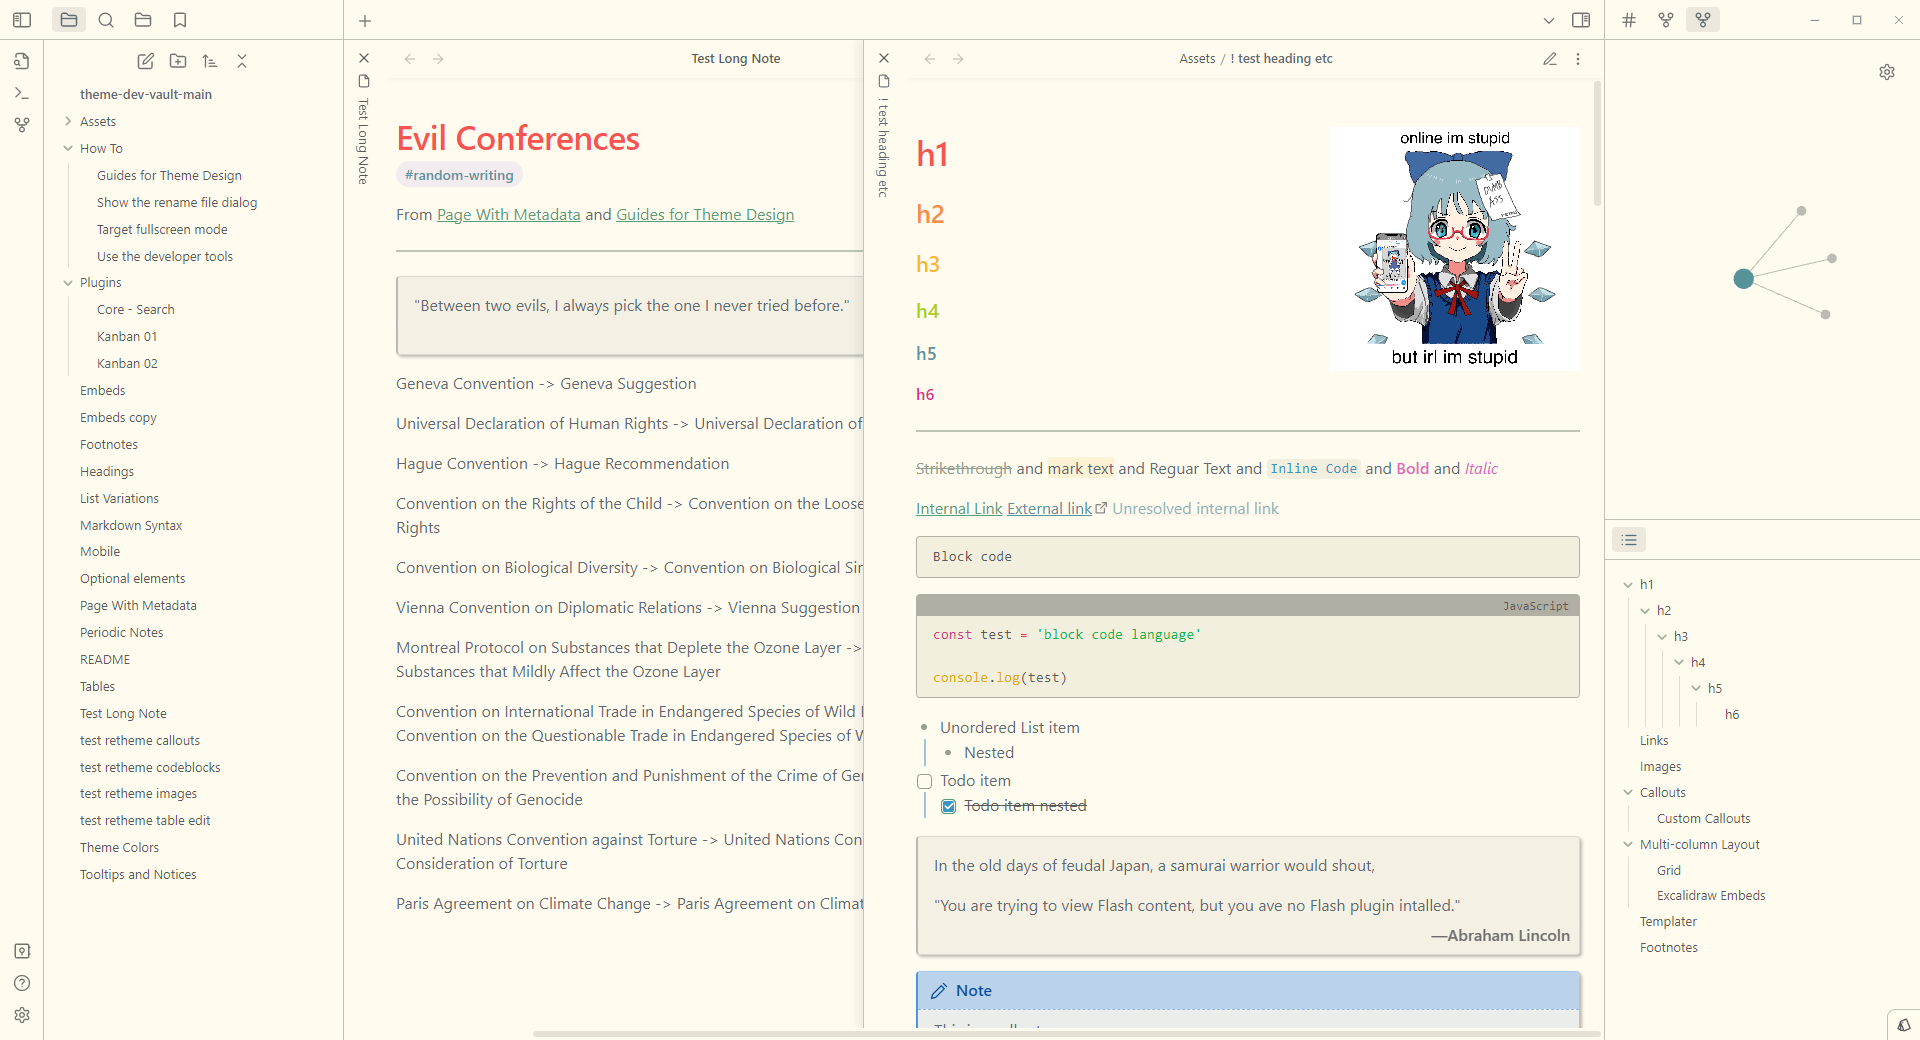 theme-dev-vault-main
Assets
How To
Guides for Theme Design
Show the rename file dialog
Target fullscreen mode
Use the developer tools
Plugins
Core - Search
Kanban 01
Kanban 02
Embeds
Embeds copy
Footnotes
Headings
List Variations
Markdown Syntax
Mobile
Optional elements
Page With Metadata
Periodic Notes
README
Tables
Test Long Note
test retheme callouts
test retheme codeblocks
test retheme images
test retheme table edit
Theme Colors
Tooltips and Notices
Test Long Note
Test Long Note
Evil Conferences
#random-writing
From Page With Metadata and Guides for Theme Design
"Between two evils, I always pick the one I never tried before."
Geneva Convention -> Geneva Suggestion
Universal Declaration of Human Rights -> Universal Declaration of
Hague Convention -> Hague Recommendation
Convention on the Rights of the Child -> Convention on the Loose
Rights
Convention on Biological Diversity -> Convention on Biological Sin
Vienna Convention on Diplomatic Relations -> Vienna Suggestion
Montreal Protocol on Substances that Deplete the Ozone Layer ->
Substances that Mildly Affect the Ozone Layer
Convention on International Trade in Endangered Species of Wild
Convention on the Questionable Trade in Endangered Species of
Convention on the Prevention and Punishment of the Crime of Ge
the Possibility of Genocide
United Nations Convention against Torture -> United Nations Con
Consideration of Torture
Paris Agreement on Climate Change -> Paris Agreement on Climat
! test heading etc
Assets / ! test heading etc
h1
h2
h3
h4
h5
h6
online im stupid
DUMB
ASS
but irl im stupid
Strikethrough and mark text and Reguar Text and Inline Code and Bold and Italic
Internal Link External link Unresolved internal link
Block code
JavaScript
const test = 'block code language'
console.log(test)
Unordered List item
Nested
Todo item
Todo item nested
In the old days of feudal Japan, a samurai warrior would shout,
"You are trying to view Flash content, but you ave no Flash plugin intalled."
—Abraham Lincoln
Note
h1
h2
h3
h4
h5
h6
Links
Images
Callouts
Custom Callouts
Multi-column Layout
Grid
Excalidraw Embeds
Templater
Footnotes